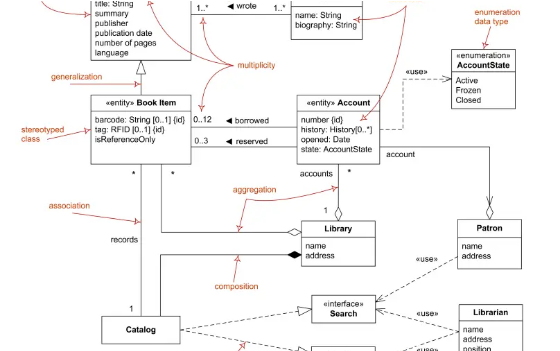 title: String
summary
publisher
publication date
number of pages
language
1..*
◄ wrote
1..*
name: String
biography: String
enumeration
data type
multiplicity
generalization
«enumeration»
AccountState
Active
Frozen
Closed
«use»
«entity» Book Item
barcode: String [0..1] {id}
tag: RFID [0..1] {id}
isReferenceOnly
0..12
◄ borrowed
0..3
◄ reserved
«entity» Account
number {id}
history: History[0..*]
opened: Date
state: AccountState
stereotyped
class
account
*
*
accounts
*
aggregation
association
1
records
Library
name
address
Patron
name
address
«use»
composition
1
Catalog
«interface»
Search
«use»
Librarian
name
address
position
«use»